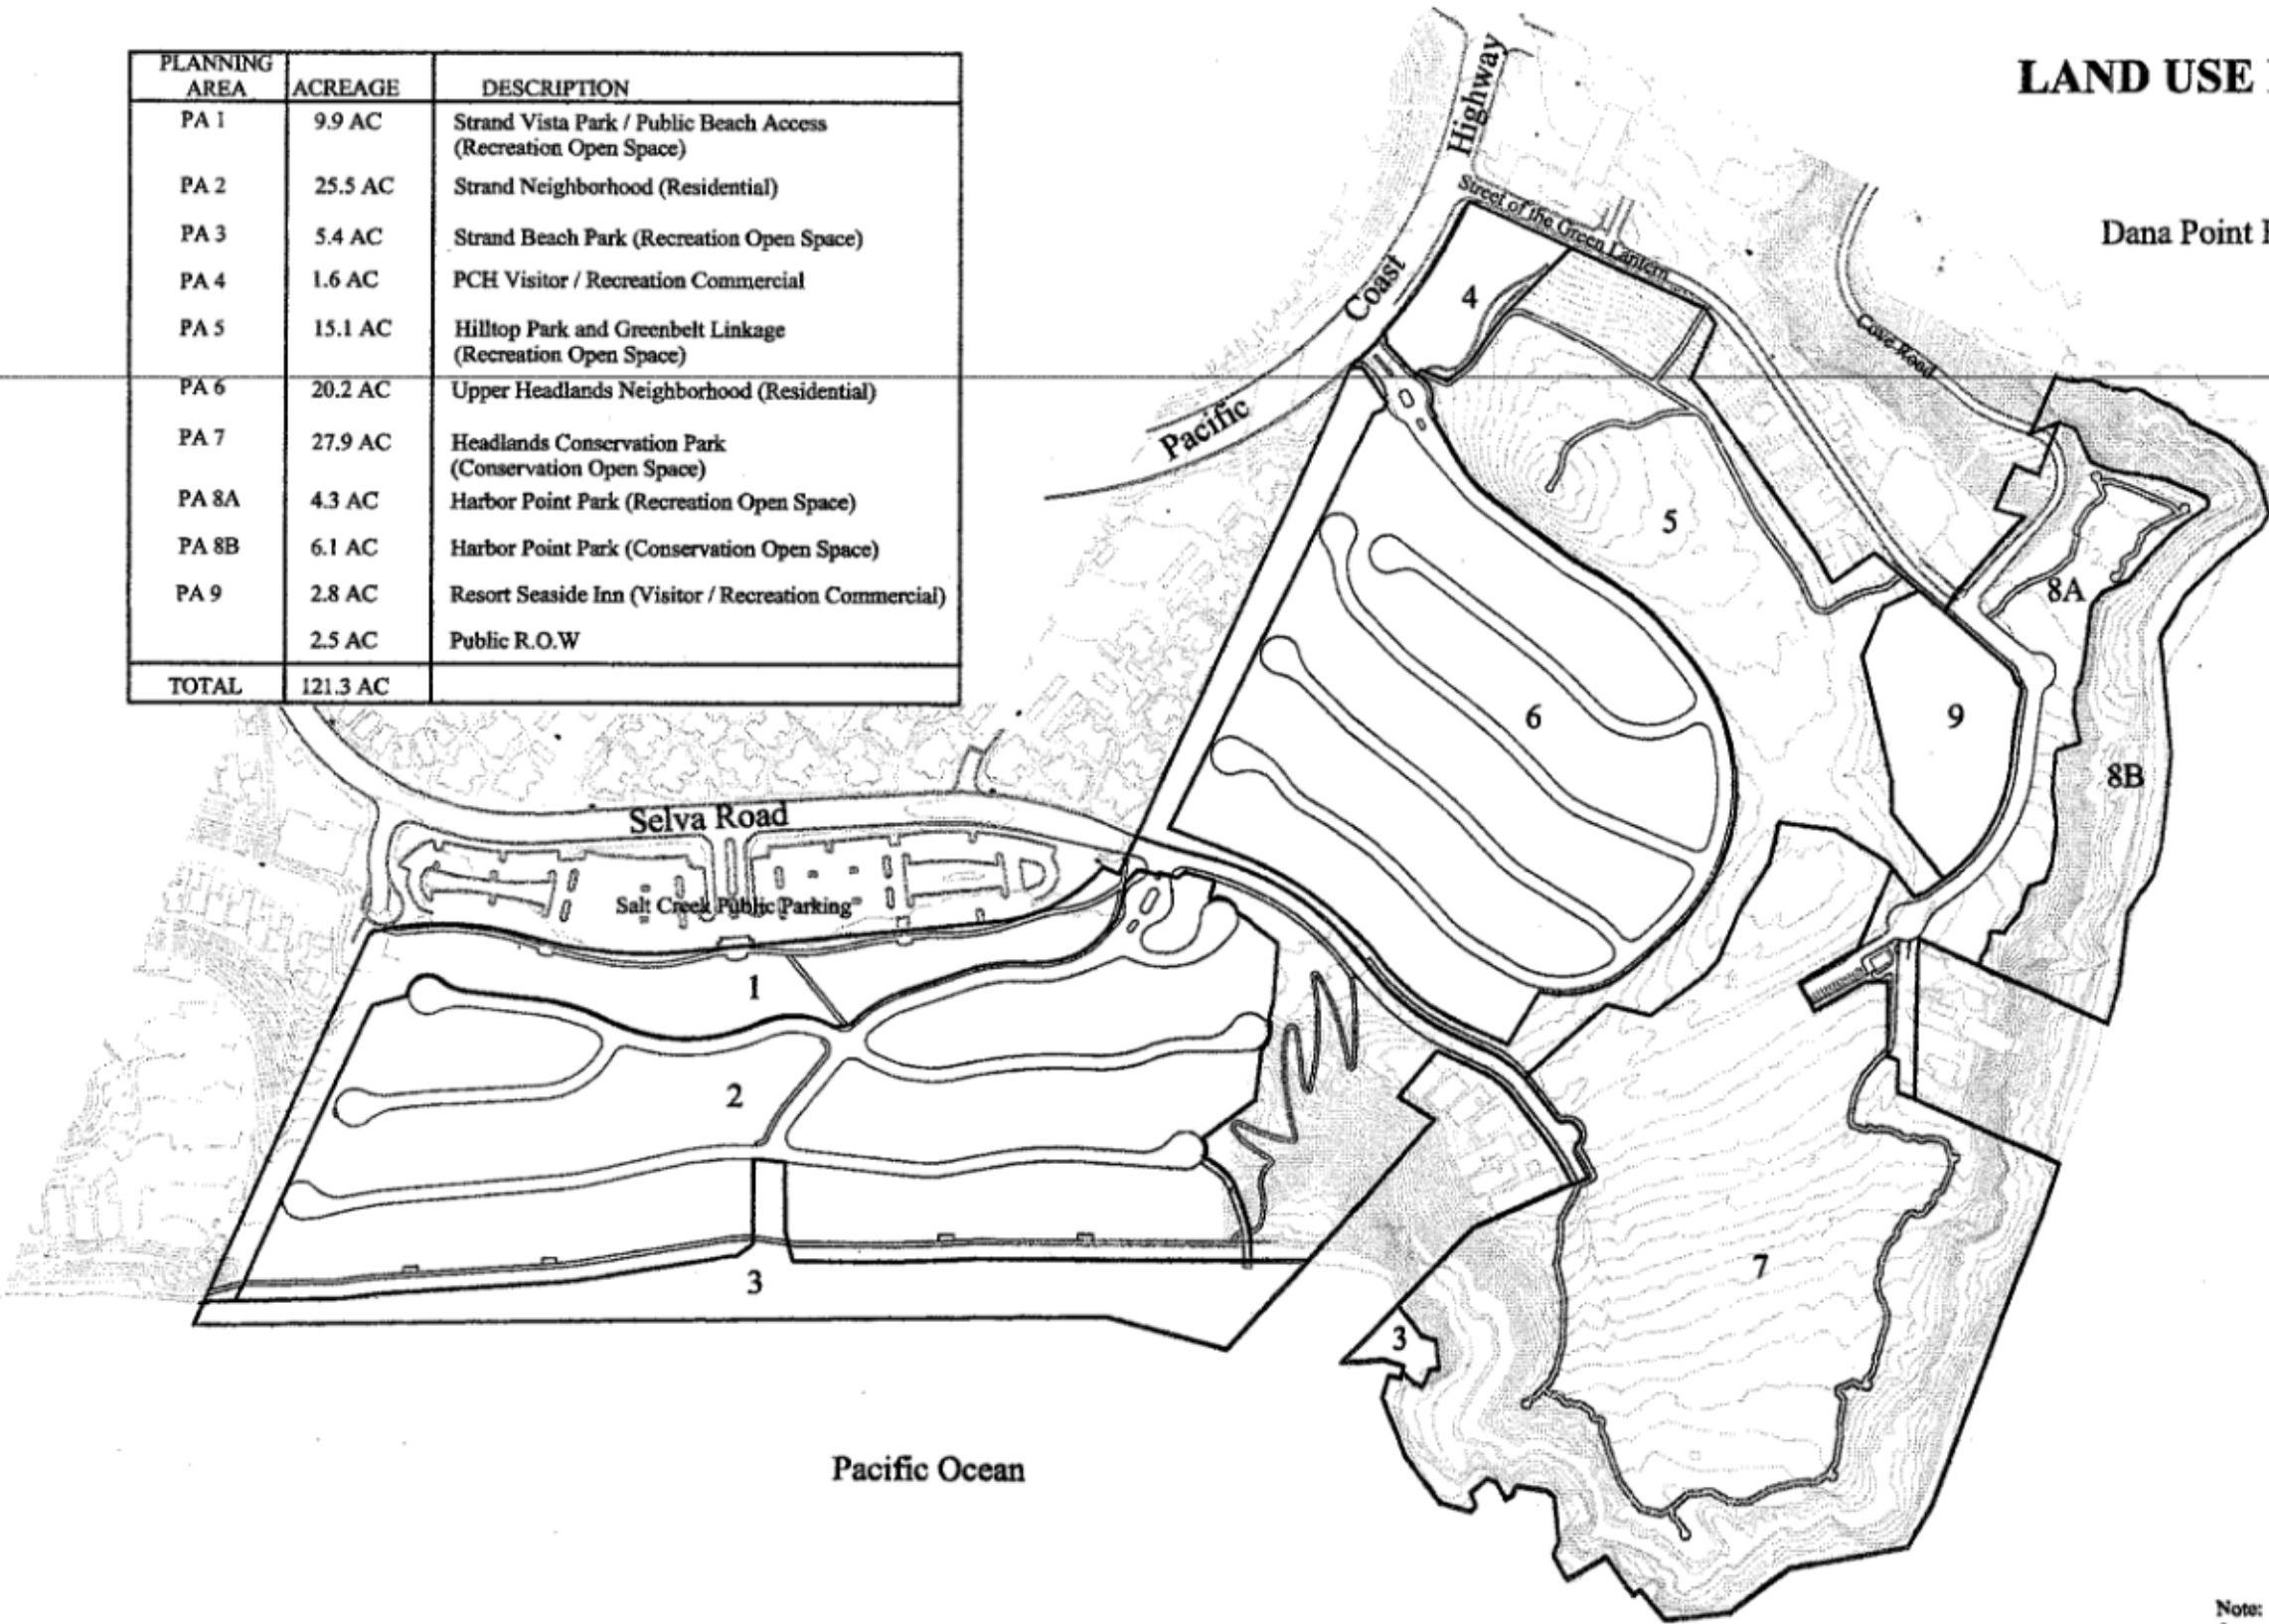 LAND USE
Dana Point
PLANNING AREA ACREAGE DESCRIPTION
PA 1 9.9 AC Strand Vista Park / Public Beach Access
(Recreation Open Space)
PA 2 25.5 AC Strand Neighborhood (Residential)
PA 3 5.4 AC Strand Beach Park (Recreation Open Space)
PA 4 1.6 AC PCH Visitor / Recreation Commercial
PA 5 15.1 AC Hilltop Park and Greenbelt Linkage
(Recreation Open Space)
PA 6 20.2 AC Upper Headlands Neighborhood (Residential)
PA 7 27.9 AC Headlands Conservation Park
(Conservation Open Space)
PA 8A 4.3 AC Harbor Point Park (Recreation Open Space)
PA 8B 6.1 AC Harbor Point Park (Conservation Open Space)
PA 9 2.8 AC Resort Seaside Inn (Visitor / Recreation Commercial)
2.5 AC Public R.O.W
TOTAL 121.3 AC
Pacific Coast Highway
Street of the Green Lantern
Cove Road
4
5
8A
6
9
8B
Selva Road
Salt Creek Public Parking
1
2
7
3
3
Pacific Ocean
Note: